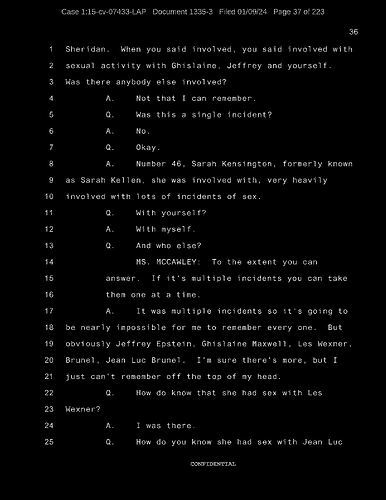 Case 1:15-cv-07433-LAP Document 1335-3 Filed 01/09/24 Page 37 of 223
36
1 Sheridan. When you said involved, you said involved with
2 sexual activity with Ghislaine, Jeffrey and yourself.
3 Was there anybody else involved?
4 A. Not that I can remember.
5 Q. Was this a single incident?
6 A. No.
7 Q. Okay.
8 A. Number 46, Sarah Kensington, formerly known
9 as Sarah Kellen, she was involved with, very heavily
10 involved with lots of incidents of sex.
11 Q. With yourself?
12 A. With myself.
13 Q. And who else?
14 MS. MCCAWLEY: To the extent you can
15 answer. If it's multiple incidents you can take
16 them one at a time.
17 A. It was multiple incidents so it's going to
18 be nearly impossible for me to remember every one. But
19 obviously Jeffrey Epstein, Ghislaine Maxwell, Les Wexner,
20 Brunel, Jean Luc Brunel. I'm sure there's more, but I
21 just can't remember off the top of my head.
22 Q. How do know that she had sex with Les
23 Wexner?
24 A. I was there.
25 Q. How do you know she had sex with Jean Luc
CONFIDENTIAL